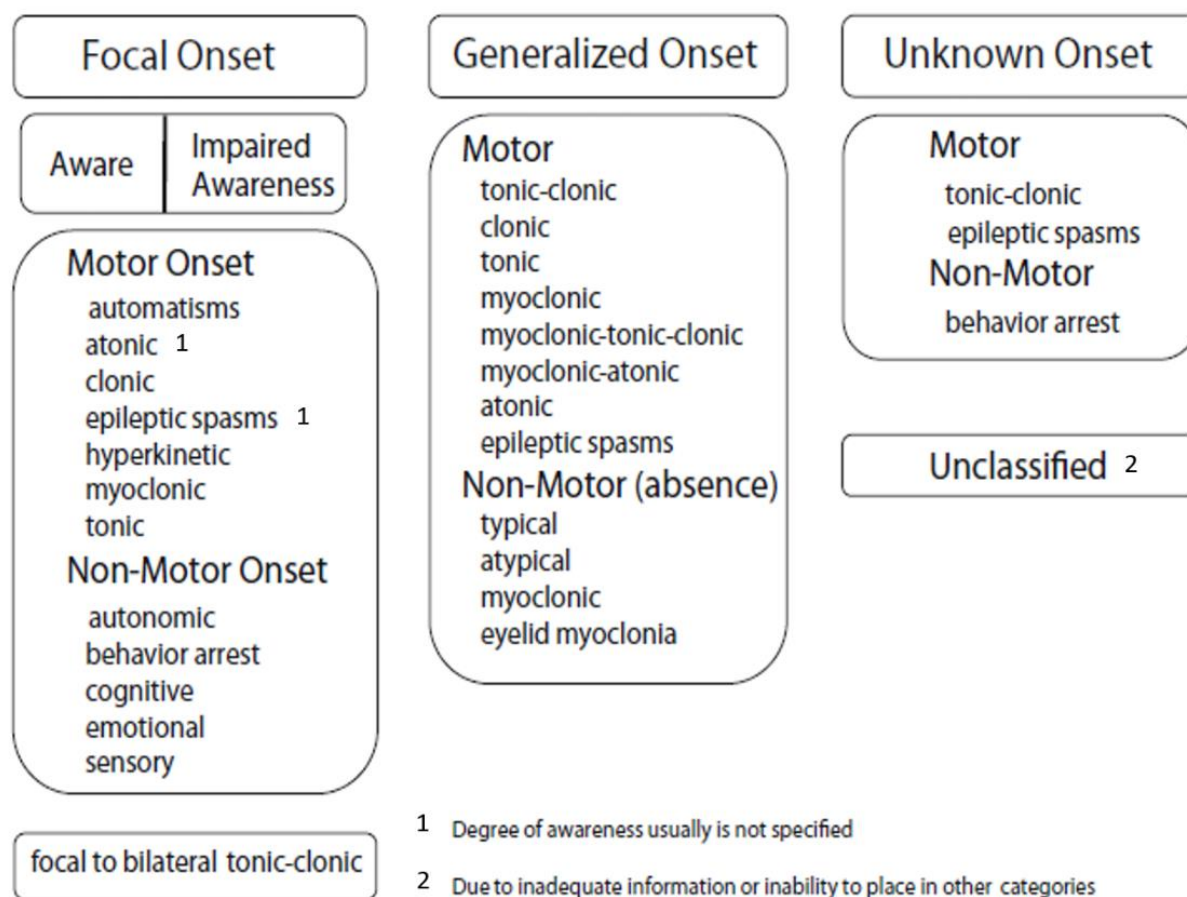 Focal Onset
Aware
Impaired
Awareness
Motor Onset
automatisms
atonic 1
clonic
epileptic spasms 1
hyperkinetic
myoclonic
tonic
Non-Motor Onset
autonomic
behavior arrest
cognitive
emotional
sensory
focal to bilateral tonic-clonic
Generalized Onset
Motor
tonic-clonic
clonic
tonic
myoclonic
myoclonic-tonic-clonic
myoclonic-atonic
atonic
epileptic spasms
Non-Motor (absence)
typical
atypical
myoclonic
eyelid myoclonia
Unknown Onset
Motor
tonic-clonic
epileptic spasms
Non-Motor
behavior arrest
Unclassified 2
1 Degree of awareness usually is not specified
2 Due to inadequate information or inability to place in other categories